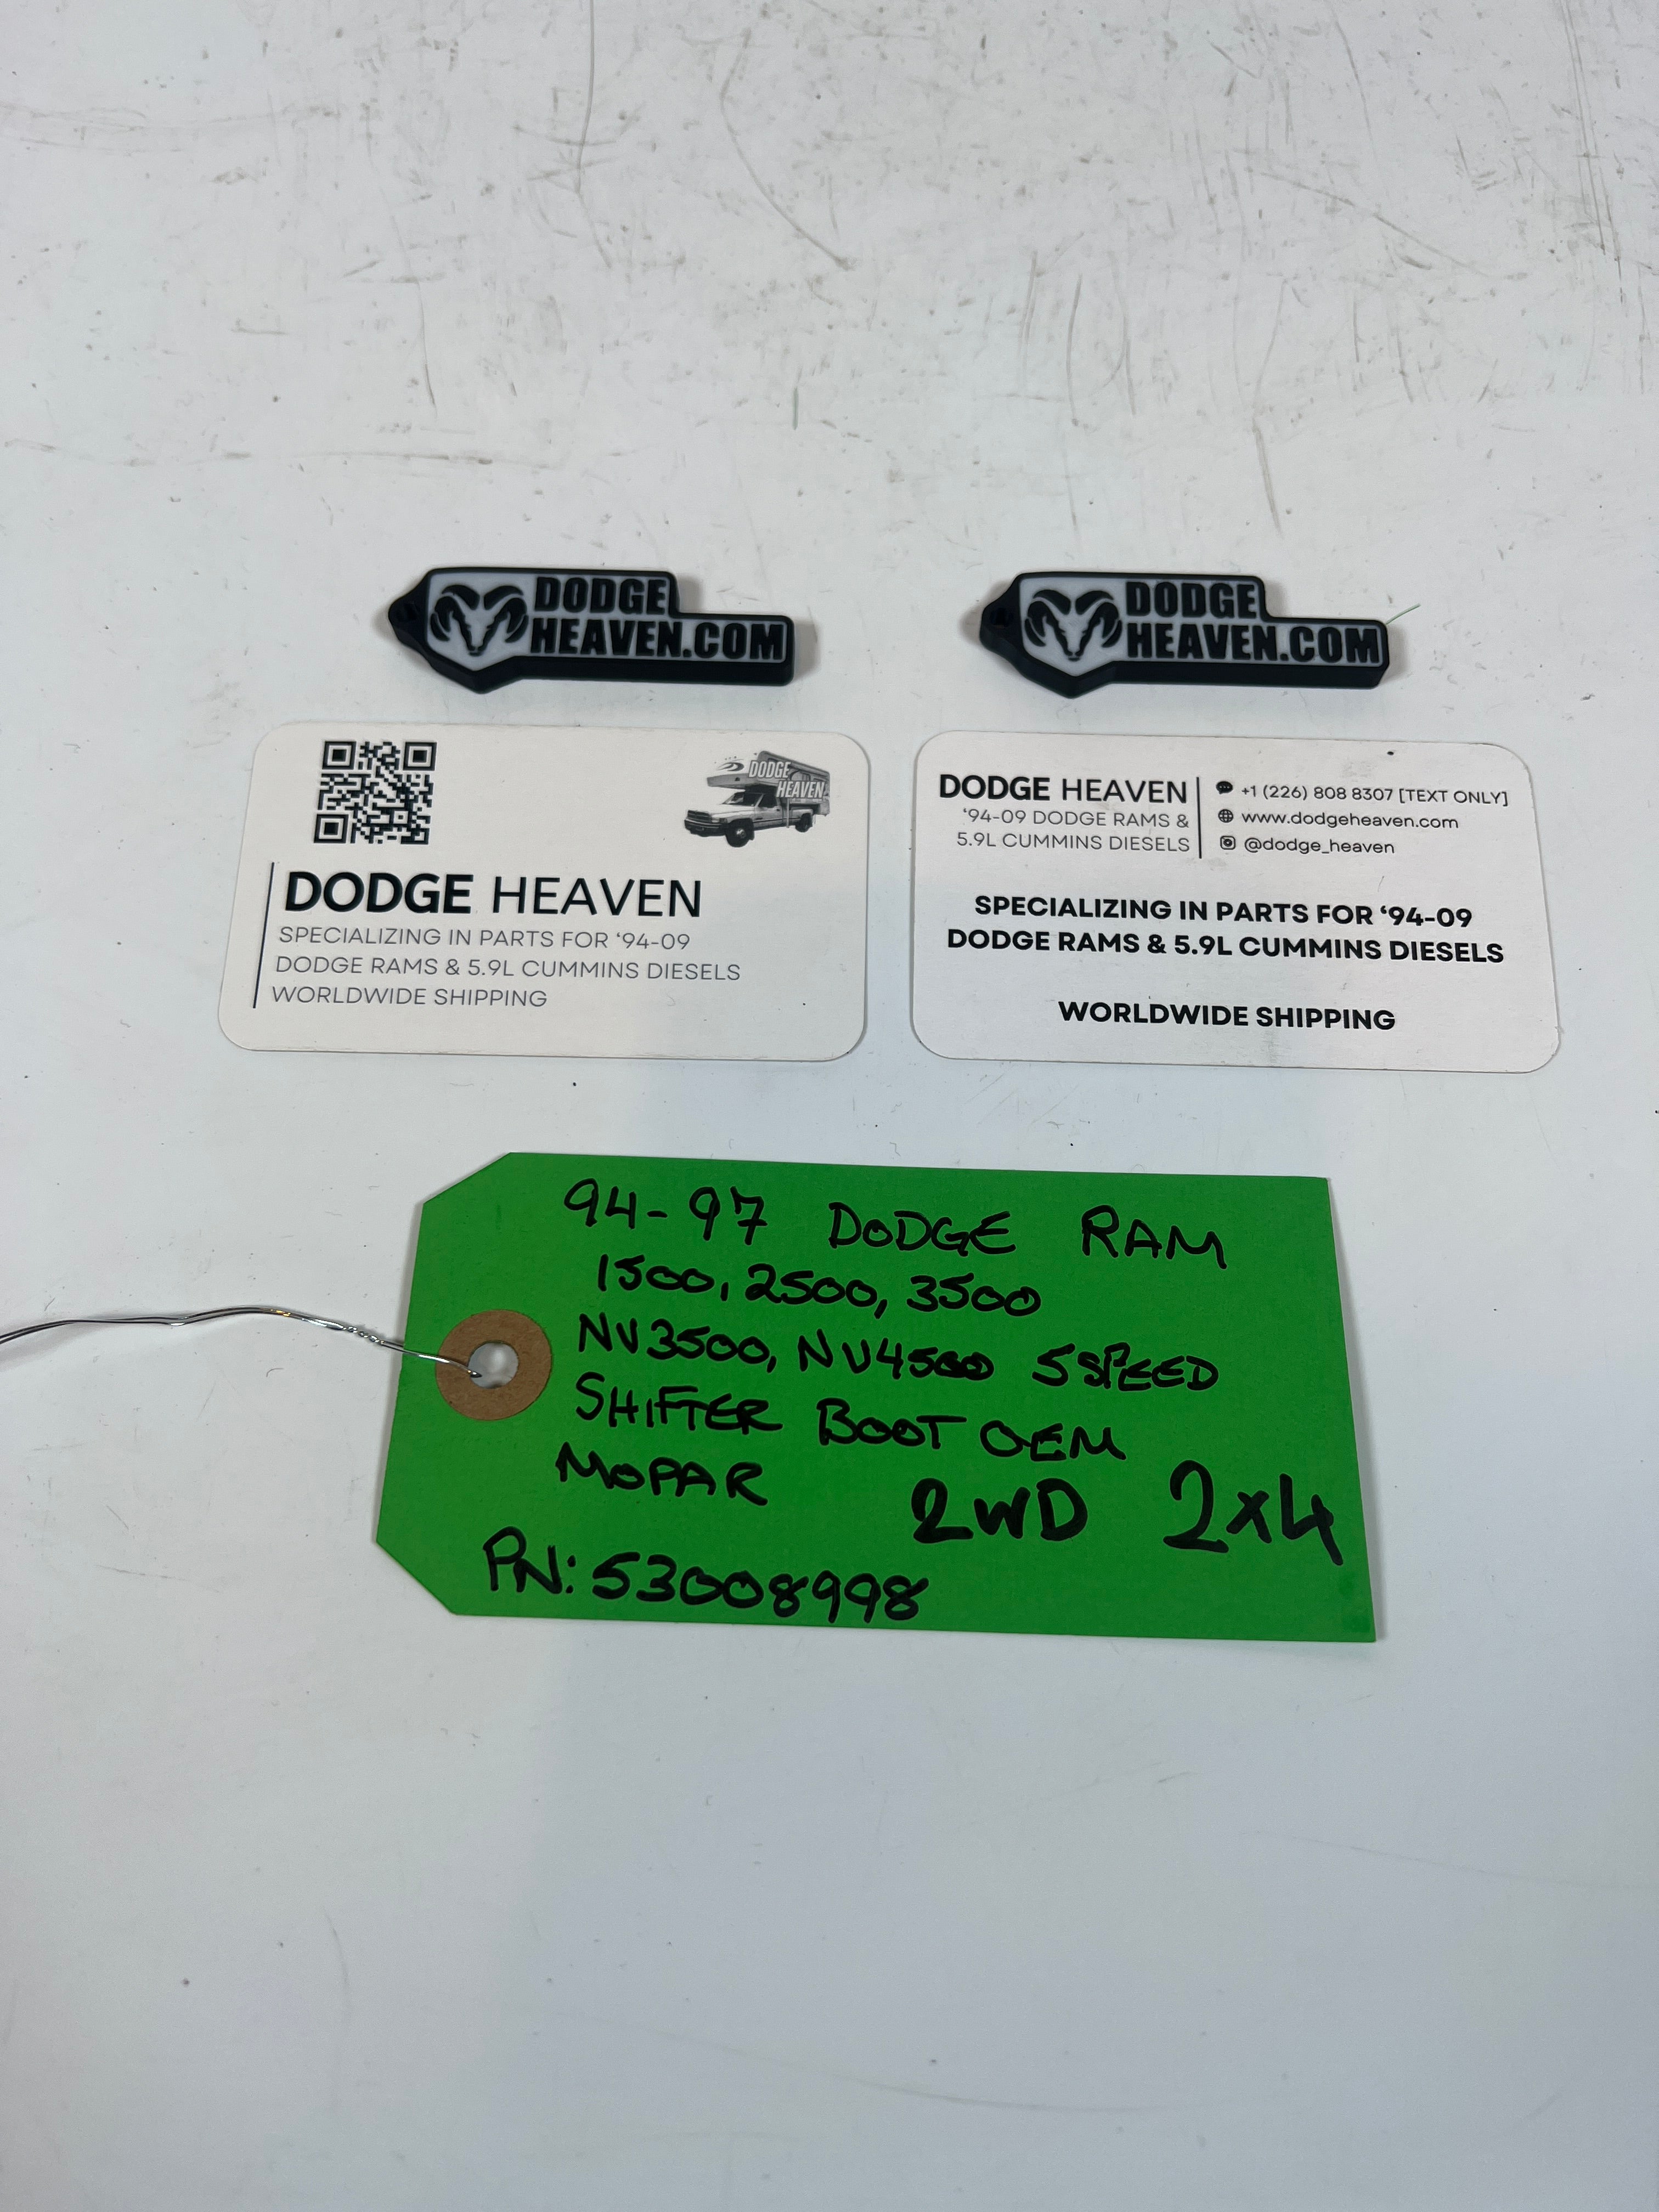 DODGE
HEAVEN.COM
DODGE
HEAVEN.COM
DODGE
HEAVEN
DODGE HEAVEN
SPECIALIZING IN PARTS FOR ‘94-09
DODGE RAMS & 5.9L CUMMINS DIESELS
WORLDWIDE SHIPPING
DODGE HEAVEN
‘94-09 DODGE RAMS &
5.9L CUMMINS DIESELS
+1 (226) 808 8307 [TEXT ONLY]
www.dodgeheaven.com
@dodge_heaven
SPECIALIZING IN PARTS FOR ‘94-09
DODGE RAMS & 5.9L CUMMINS DIESELS
WORLDWIDE SHIPPING
94-97 DODGE RAM
1500, 2500, 3500
NV3500, NV4500 5SPEED
SHIFTER BOOT OEM
MOPAR 2WD 2x4
PN: 53008998